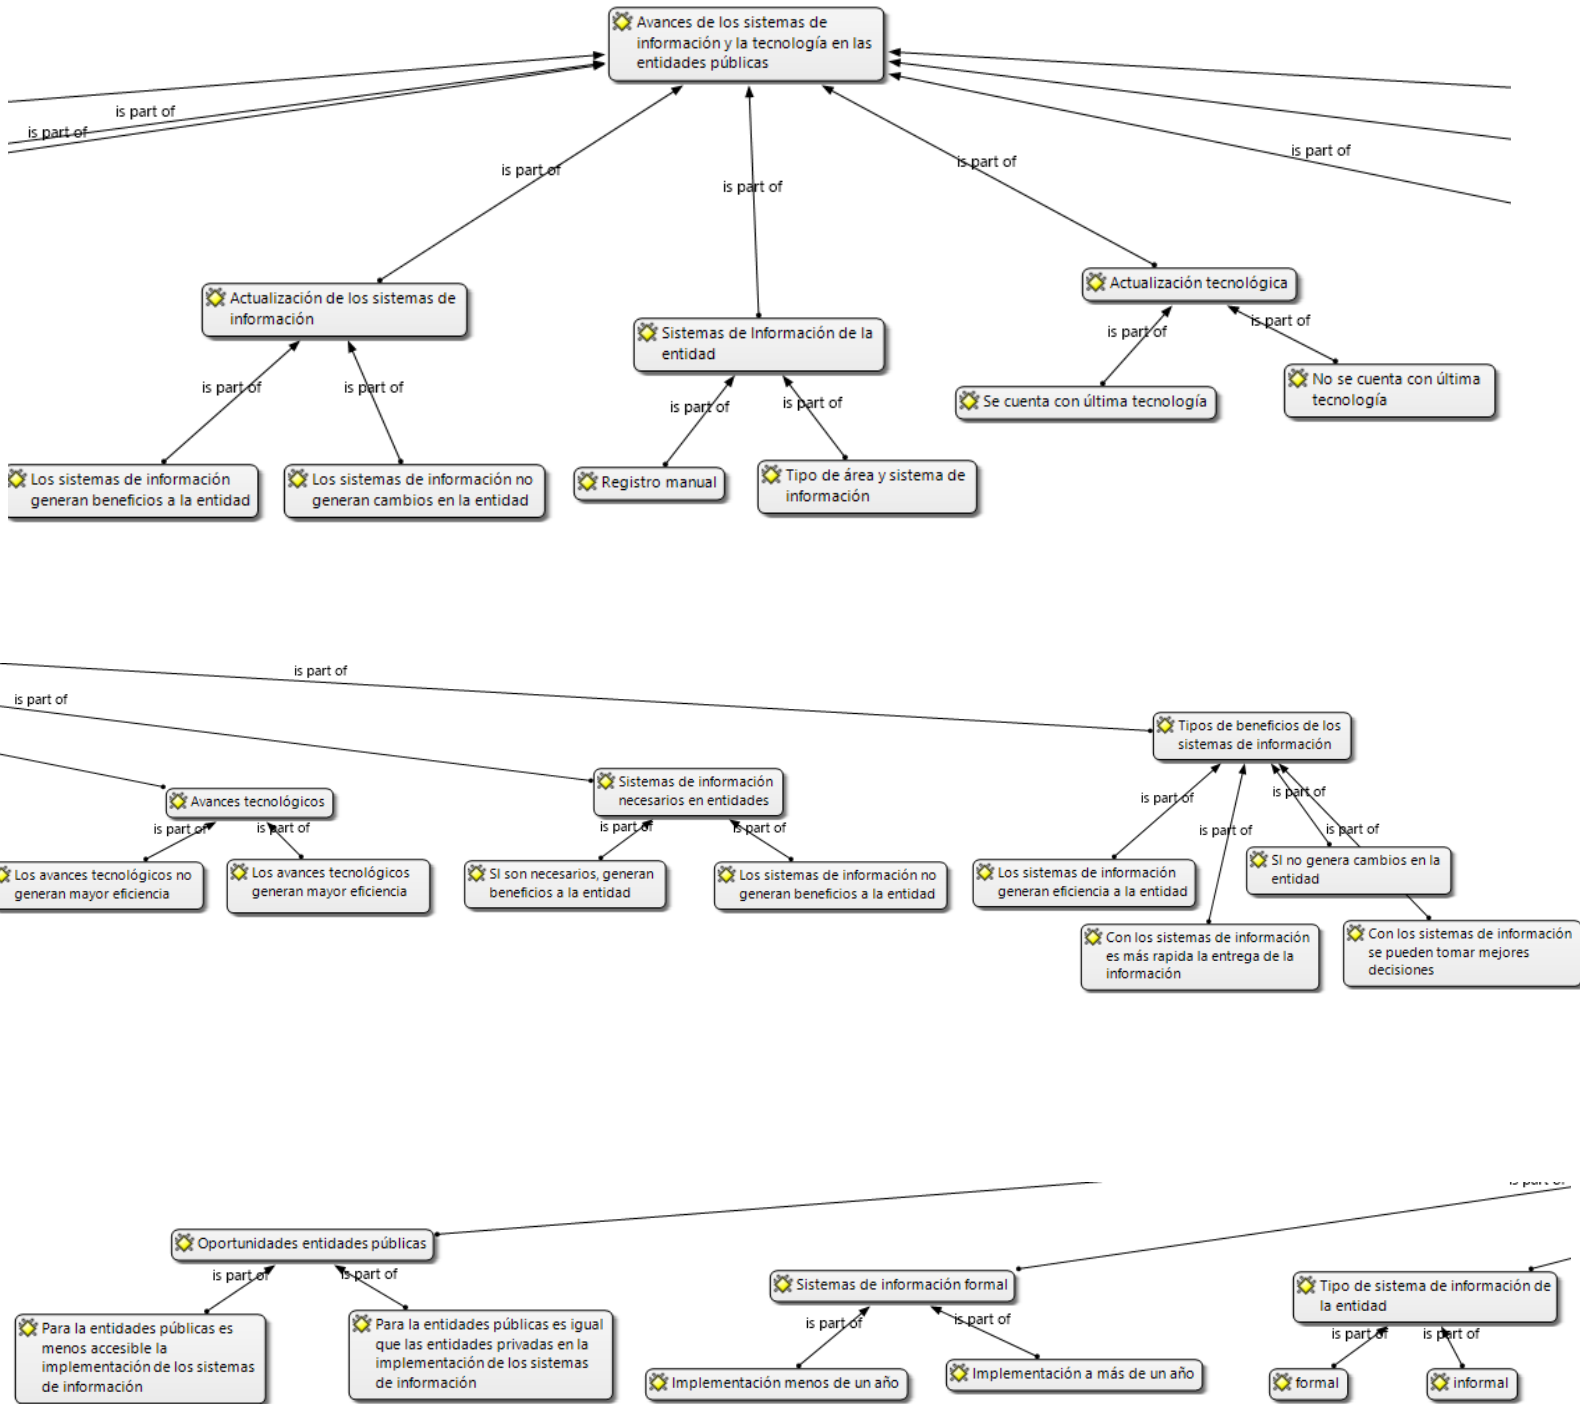 Avances de los sistemas de
información y la tecnología en las
entidades públicas
is part of
is part of
is part of
is part of
is part of
is part of
Actualización de los sistemas de
información
Sistemas de Información de la
entidad
Actualización tecnológica
is part of
is part of
is part of
is part of
is part of
is part of
Los sistemas de información
generan beneficios a la entidad
Los sistemas de información no
generan cambios en la entidad
Registro manual
Tipo de área y sistema de
información
Se cuenta con última tecnología
No se cuenta con última
tecnología
is part of
is part of
Avances tecnológicos
Sistemas de información
necesarios en entidades
Tipos de beneficios de los
sistemas de información
is part of
is part of
is part of
is part of
is part of
is part of
is part of
is part of
Los avances tecnológicos no
generan mayor eficiencia
Los avances tecnológicos
generan mayor eficiencia
SI son necesarios, generan
beneficios a la entidad
Los sistemas de información no
generan beneficios a la entidad
Los sistemas de información
generan eficiencia a la entidad
SI no genera cambios en la
entidad
Con los sistemas de información
es más rapida la entrega de la
información
Con los sistemas de información
se pueden tomar mejores
decisiones
is part of
Oportunidades entidades públicas
Sistemas de información formal
Tipo de sistema de información de
la entidad
is part of
is part of
is part of
is part of
is part of
is part of
Para la entidades públicas es
menos accesible la
implementación de los sistemas
de información
Para la entidades públicas es igual
que las entidades privadas en la
implementación de los sistemas
de información
Implementación menos de un año
Implementación a más de un año
formal
informal